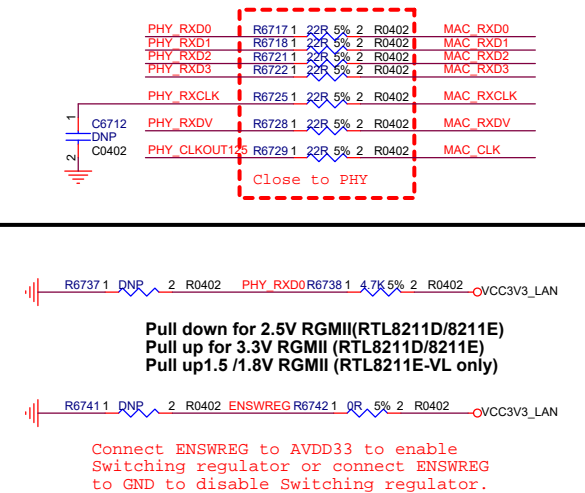 PHY_RXD0 R6717 1 22R 5% 2 R0402 MAC_RXD0
PHY_RXD1 R6718 1 22R 5% 2 R0402 MAC_RXD1
PHY_RXD2 R6721 1 22R 5% 2 R0402 MAC_RXD2
PHY_RXD3 R6722 1 22R 5% 2 R0402 MAC_RXD3
PHY_RXCLK R6725 1 22R 5% 2 R0402 MAC_RXCLK
1 C6712 PHY_RXDV R6728 1 22R 5% 2 R0402 MAC_RXDV
DNP
2 C0402 PHY_CLKOUT125 R6729 1 22R 5% 2 R0402 MAC_CLK
Close to PHY
R6737 1 DNP 2 R0402 PHY_RXD0 R6738 1 4.7K 5% 2 R0402 VCC3V3_LAN
Pull down for 2.5V RGMII(RTL8211D/8211E)
Pull up for 3.3V RGMII (RTL8211D/8211E)
Pull up1.5 /1.8V RGMII (RTL8211E-VL only)
R6741 1 DNP 2 R0402 ENSWREG R6742 1 0R 5% 2 R0402 VCC3V3_LAN
Connect ENSWREG to AVDD33 to enable
Switching regulator or connect ENSWREG
to GND to disable Switching regulator.